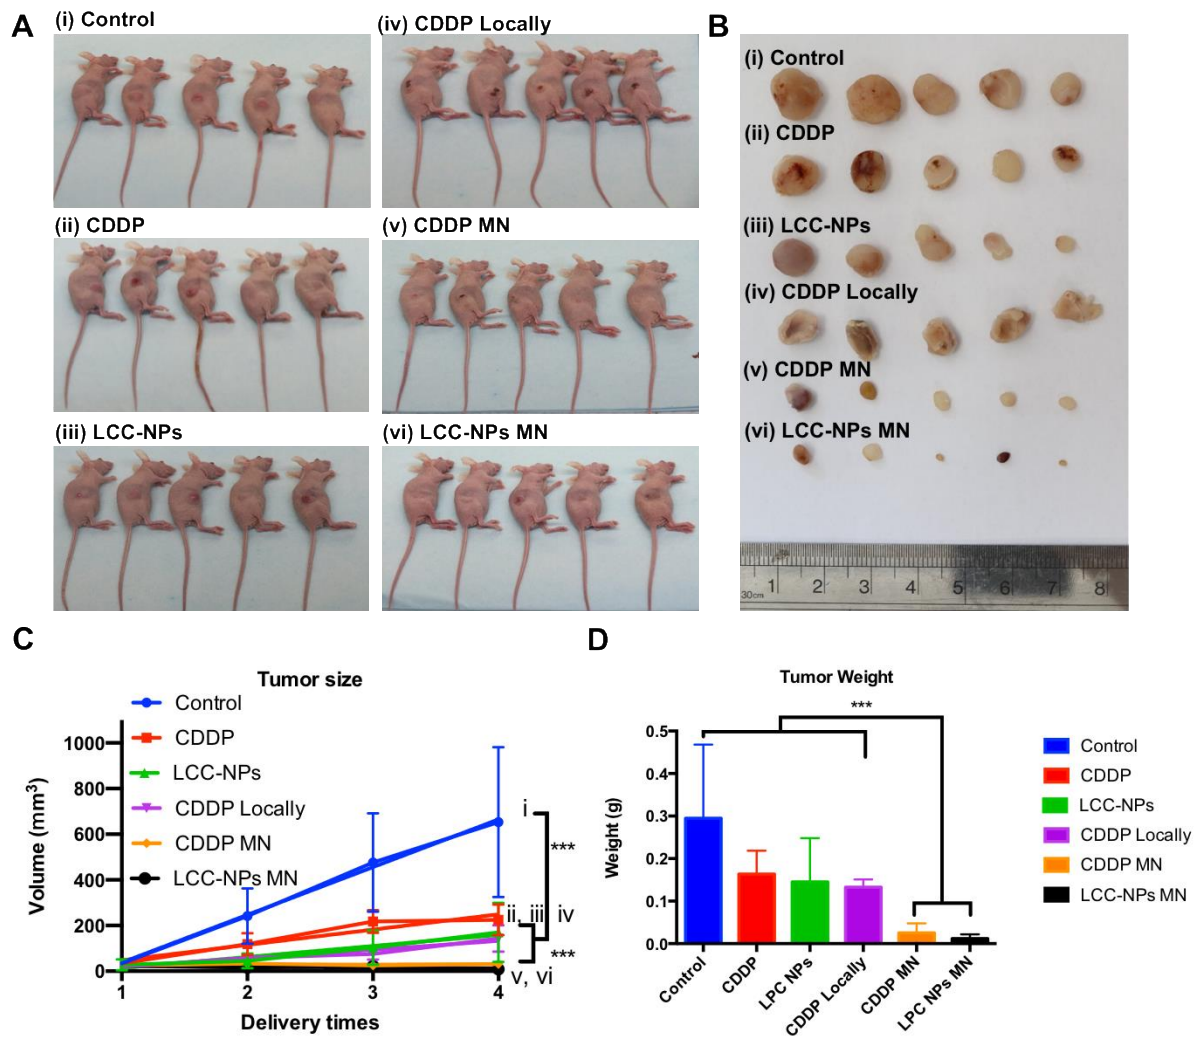 A
(i) Control
(iv) CDDP Locally
(ii) CDDP
(v) CDDP MN
(iii) LCC-NPs
(vi) LCC-NPs MN
B
(i) Control
(ii) CDDP
(iii) LCC-NPs
(iv) CDDP Locally
(v) CDDP MN
(vi) LCC-NPs MN
30cm 1 2 3 4 5 6 7 8
C
Tumor size
Control
CDDP
LCC-NPs
CDDP Locally
CDDP MN
LCC-NPs MN
Volume (mm³)
1000
800
600
400
200
0
1 2 3 4
Delivery times
i
***
ii, iii, iv
***
v, vi
D
Tumor Weight
***
Weight (g)
0.5
0.4
0.3
0.2
0.1
0.0
Control
CDDP
LPC NPs
CDDP Locally
CDDP MN
LPC NPs MN
Control
CDDP
LCC-NPs
CDDP Locally
CDDP MN
LCC-NPs MN